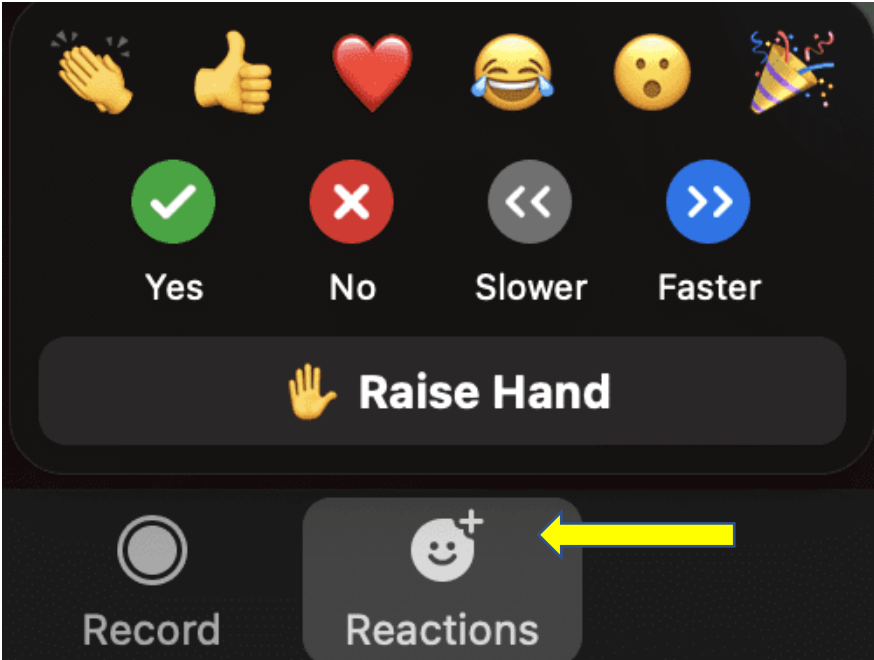 Yes No Slower Faster
Raise Hand
Record Reactions